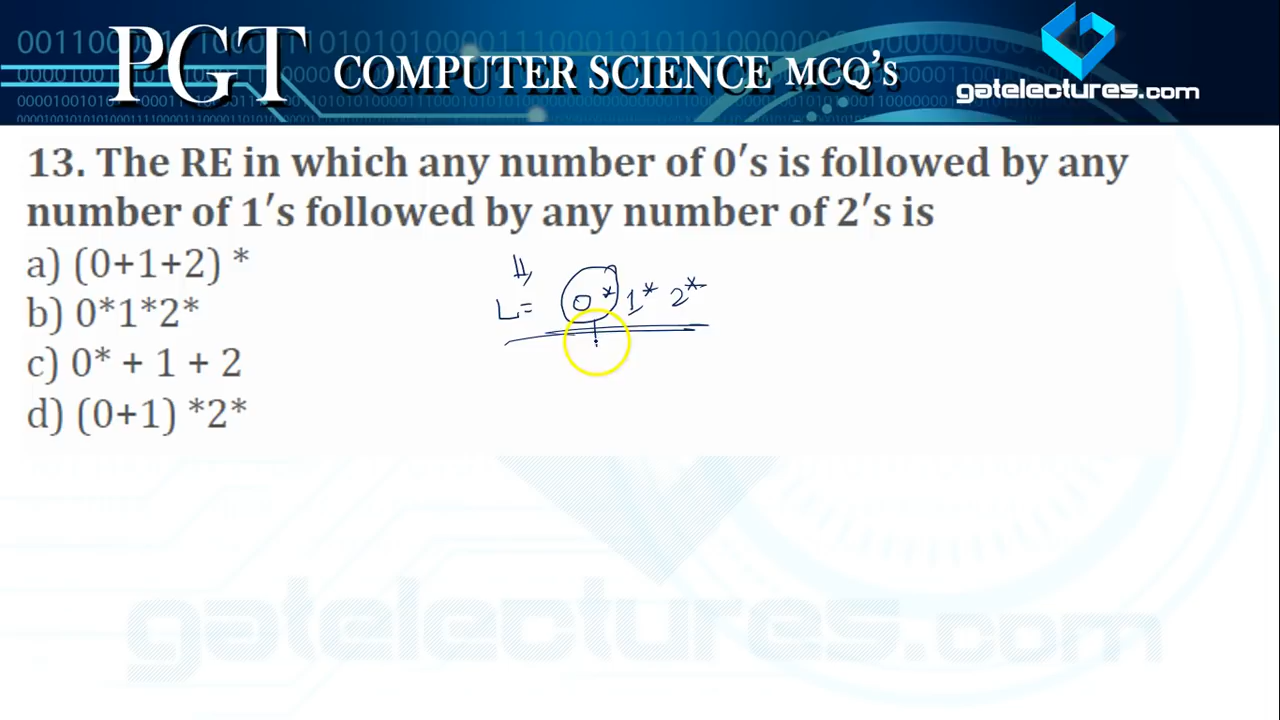 PGT COMPUTER SCIENCE MCQ'S
gatelectures.com
13. The RE in which any number of 0′s is followed by any
number of 1′s followed by any number of 2′s is
a) (0+1+2) *
b) 0*1*2*
c) 0* + 1 + 2
d) (0+1) *2*
L= 0* 1* 2*
gatelectures.com